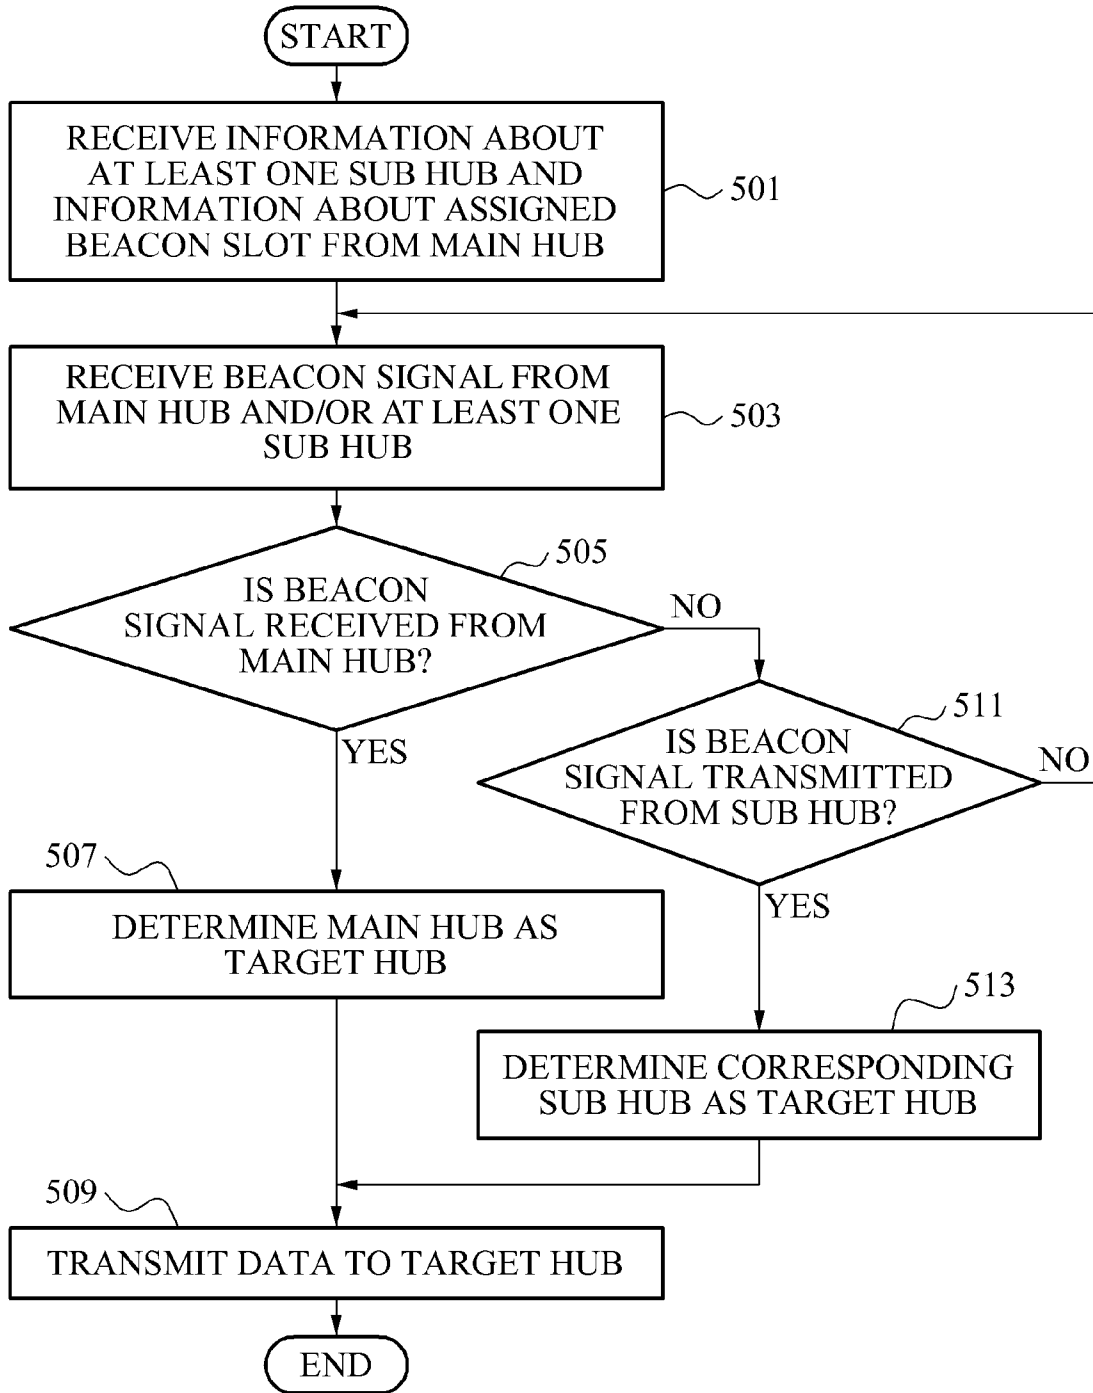 START
RECEIVE INFORMATION ABOUT
AT LEAST ONE SUB HUB AND
INFORMATION ABOUT ASSIGNED
BEACON SLOT FROM MAIN HUB
501
RECEIVE BEACON SIGNAL FROM
MAIN HUB AND/OR AT LEAST ONE
SUB HUB
503
505
IS BEACON
SIGNAL RECEIVED FROM
MAIN HUB?
NO
YES
511
IS BEACON
SIGNAL TRANSMITTED
FROM SUB HUB?
NO
YES
507
DETERMINE MAIN HUB AS
TARGET HUB
513
DETERMINE CORRESPONDING
SUB HUB AS TARGET HUB
509
TRANSMIT DATA TO TARGET HUB
END